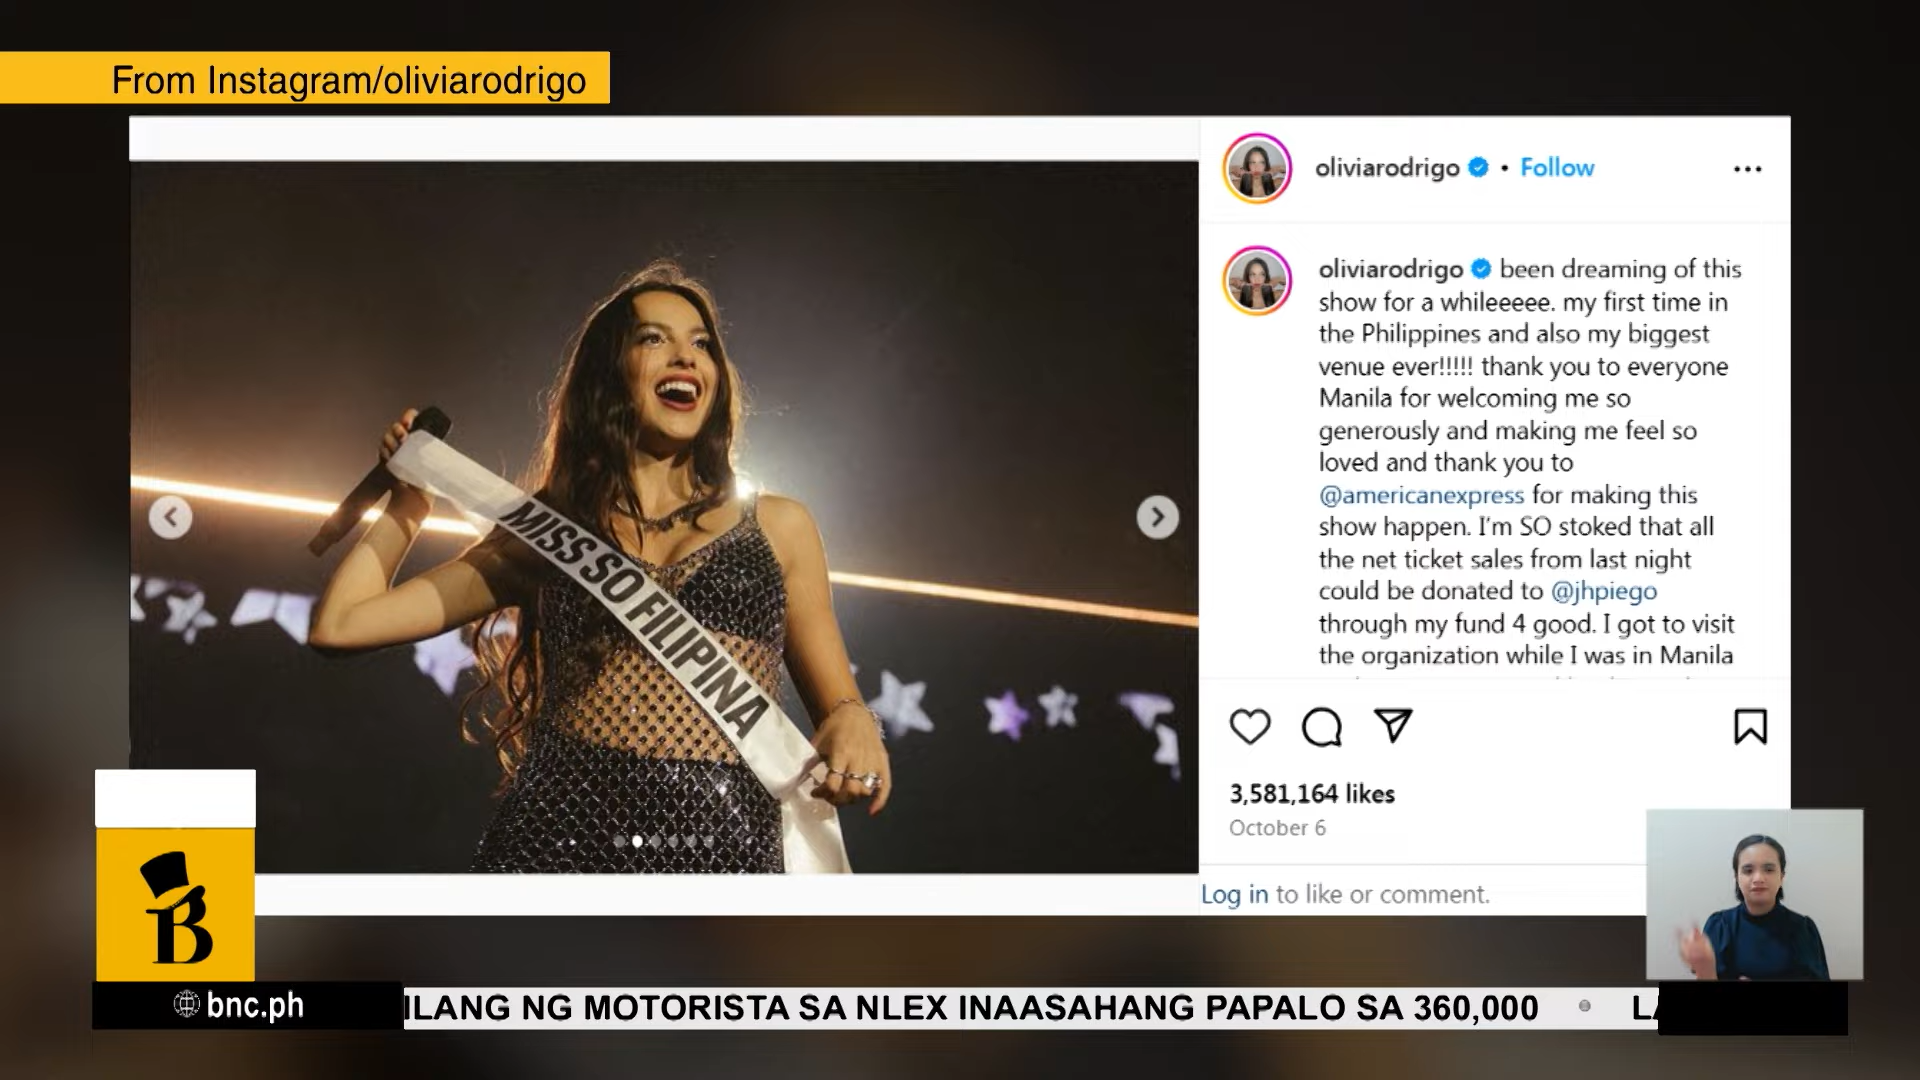 From Instagram/oliviarodrigo
oliviarodrigo • Follow
oliviarodrigo been dreaming of this
show for a whileeeee. my first time in
the Philippines and also my biggest
venue ever!!!!! thank you to everyone
Manila for welcoming me so
generously and making me feel so
loved and thank you to
@americanexpress for making this
show happen. I'm SO stoked that all
the net ticket sales from last night
could be donated to @jhpiego
through my fund 4 good. I got to visit
the organization while I was in Manila
MISS SO FILIPINA
3,581,164 likes
October 6
Log in to like or comment.
B
bnc.ph
ILANG NG MOTORISTA SA NLEX INAASAHANG PAPALO SA 360,000 •